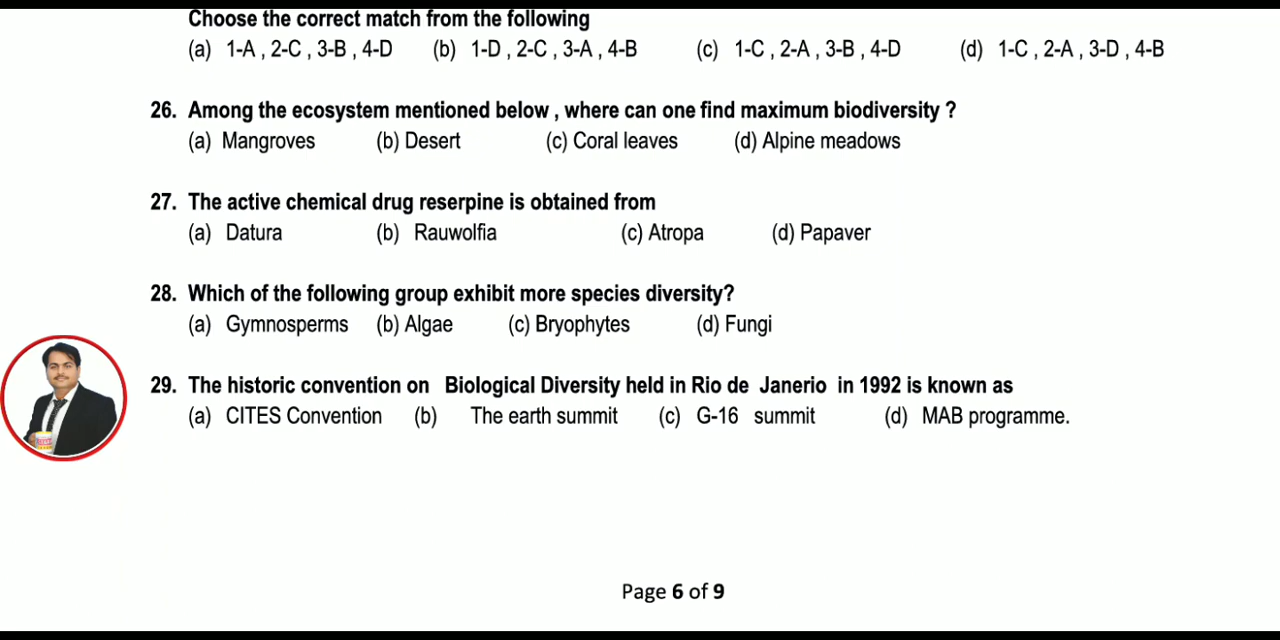 Choose the correct match from the following
(a) 1-A , 2-C , 3-B , 4-D (b) 1-D , 2-C , 3-A , 4-B (c) 1-C , 2-A , 3-B , 4-D (d) 1-C , 2-A , 3-D , 4-B
26. Among the ecosystem mentioned below , where can one find maximum biodiversity ?
(a) Mangroves (b) Desert (c) Coral leaves (d) Alpine meadows
27. The active chemical drug reserpine is obtained from
(a) Datura (b) Rauwolfia (c) Atropa (d) Papaver
28. Which of the following group exhibit more species diversity?
(a) Gymnosperms (b) Algae (c) Bryophytes (d) Fungi
29. The historic convention on Biological Diversity held in Rio de Janerio in 1992 is known as
(a) CITES Convention (b) The earth summit (c) G-16 summit (d) MAB programme.
Page 6 of 9